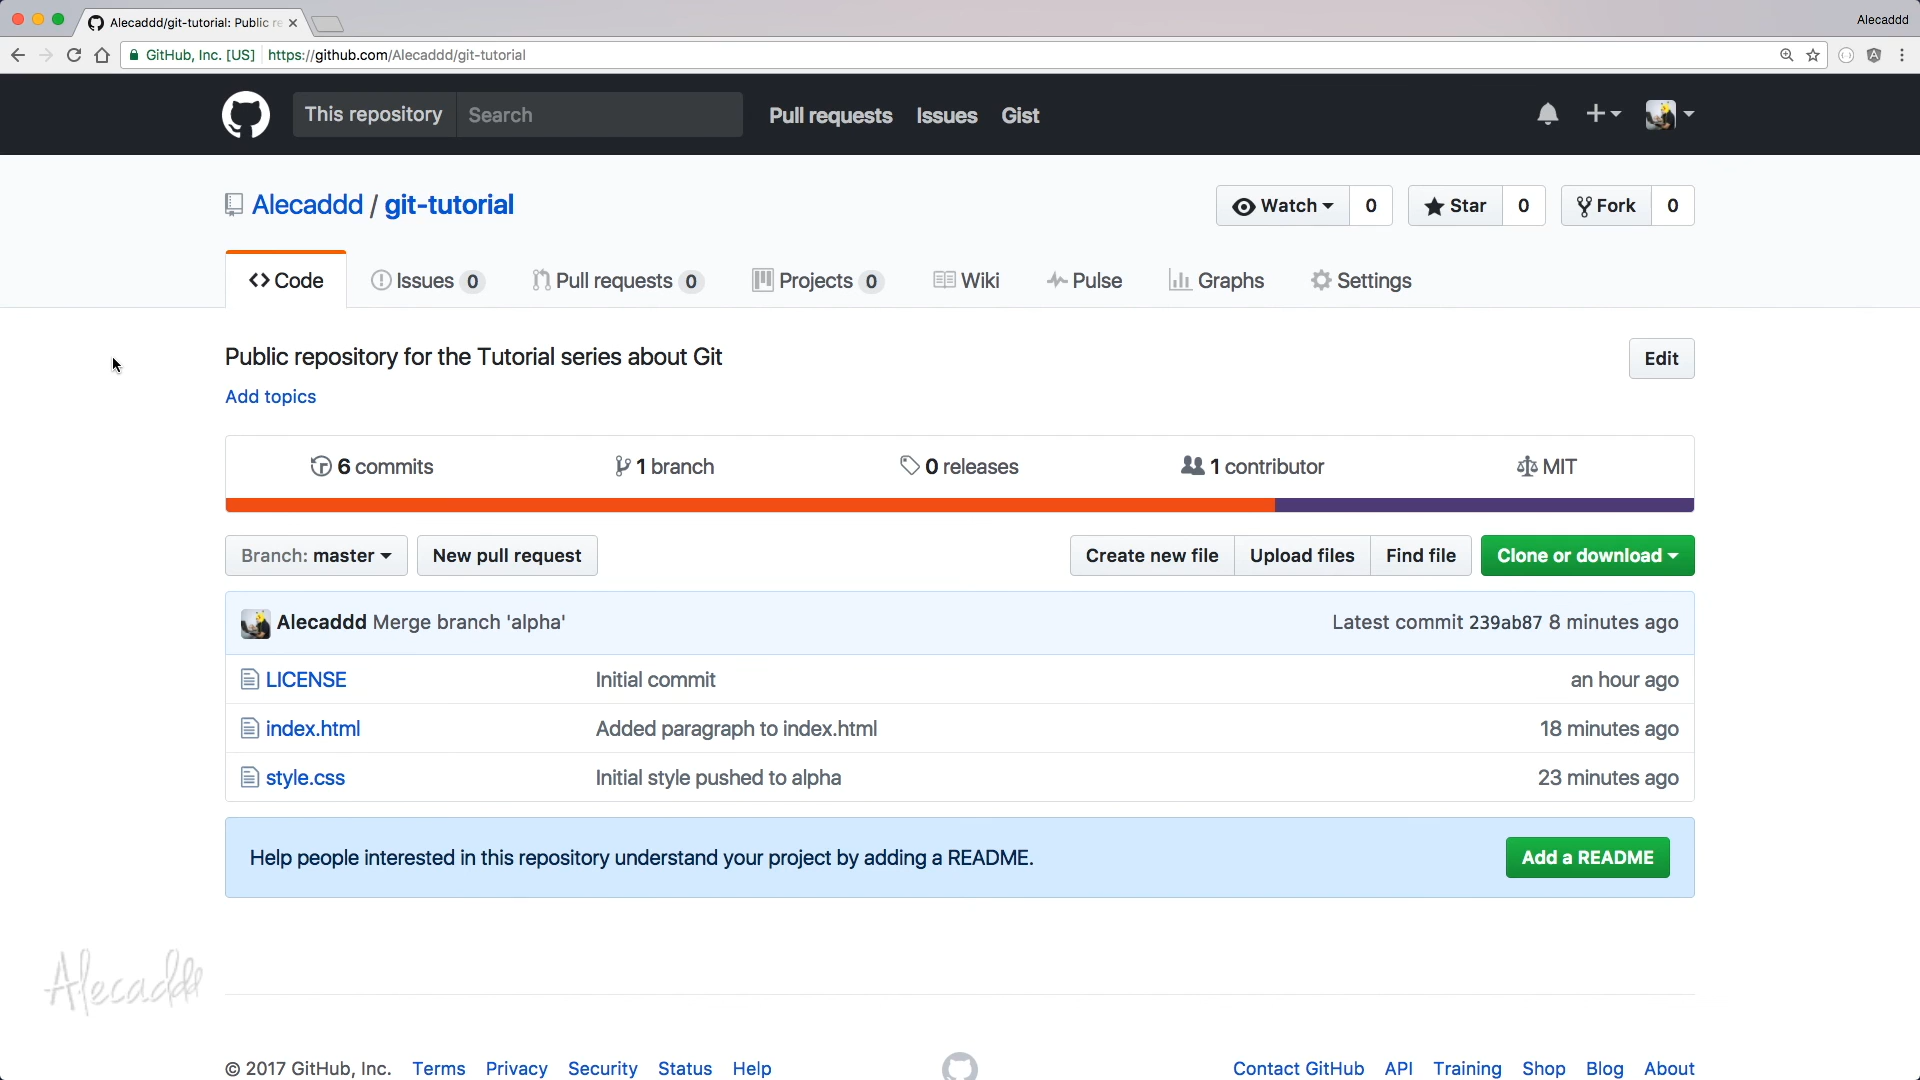 Alecaddd/git-tutorial: Public re
Alecaddd
GitHub, Inc. [US] https://github.com/Alecaddd/git-tutorial
This repository Search Pull requests Issues Gist
Alecaddd / git-tutorial
Watch 0 Star 0 Fork 0
Code Issues 0 Pull requests 0 Projects 0 Wiki Pulse Graphs Settings
Public repository for the Tutorial series about Git
Edit
Add topics
6 commits 1 branch 0 releases 1 contributor MIT
Branch: master New pull request Create new file Upload files Find file Clone or download
Alecaddd Merge branch 'alpha' Latest commit 239ab87 8 minutes ago
LICENSE Initial commit an hour ago
index.html Added paragraph to index.html 18 minutes ago
style.css Initial style pushed to alpha 23 minutes ago
Help people interested in this repository understand your project by adding a README. Add a README
Alecaddd
© 2017 GitHub, Inc. Terms Privacy Security Status Help Contact GitHub API Training Shop Blog About